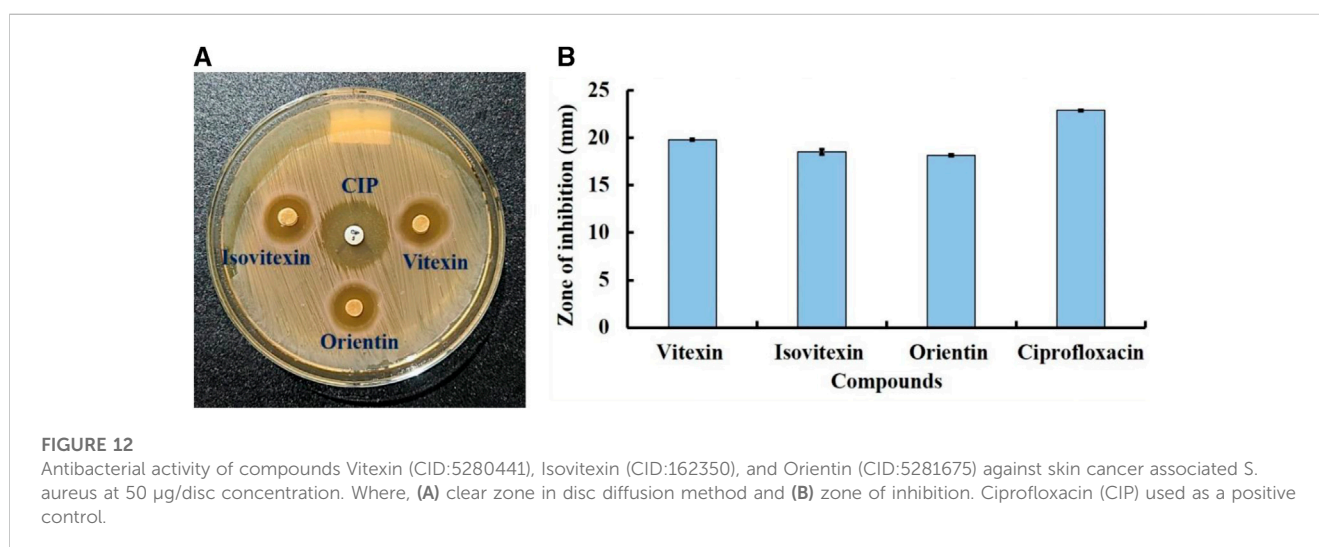 A
B
CIP
Isovitexin
Vitexin
Orientin
Zone of inhibition (mm)
25
20
15
10
5
0
Vitexin Isovitexin Orientin Ciprofloxacin
Compounds
FIGURE 12
Antibacterial activity of compounds Vitexin (CID:5280441), Isovitexin (CID:162350), and Orientin (CID:5281675) against skin cancer associated S.
aureus at 50 μg/disc concentration. Where, (A) clear zone in disc diffusion method and (B) zone of inhibition. Ciprofloxacin (CIP) used as a positive
control.